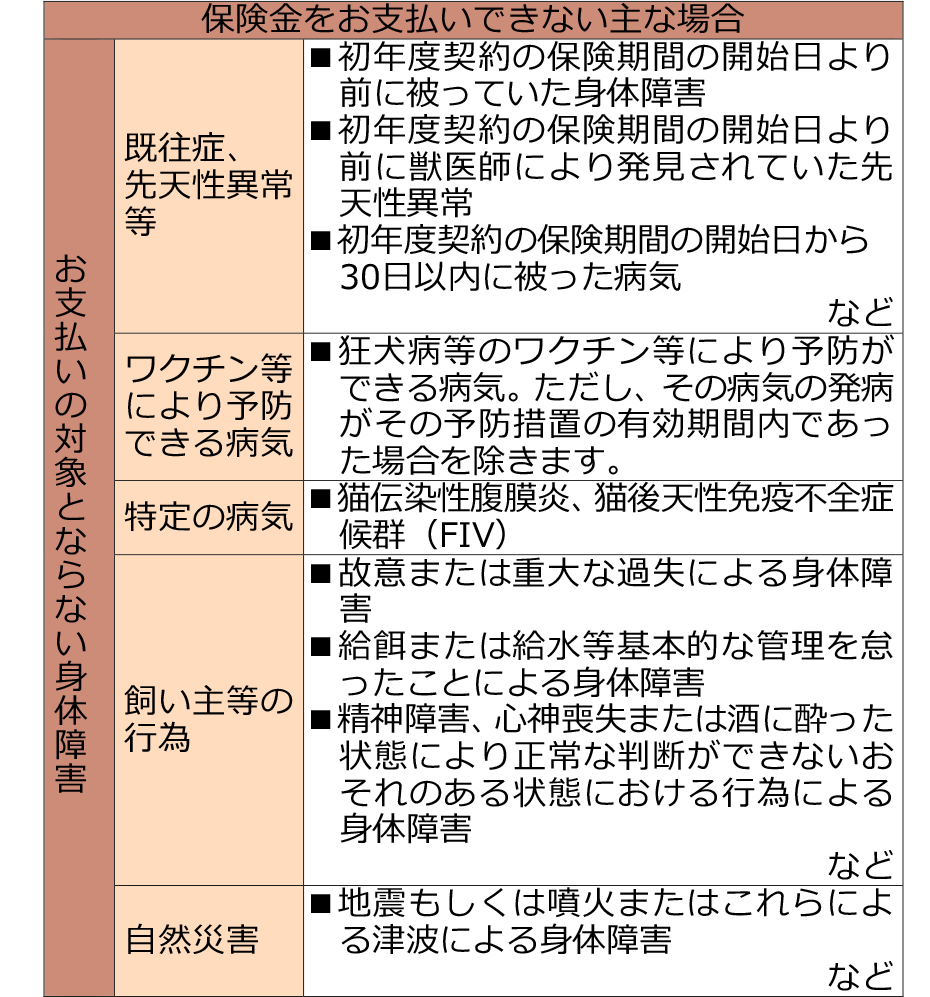 保険金をお支払いできない主な場合
お支払いの対象とならない身体障害
既往症、
先天性異常
等
■初年度契約の保険期間の開始日より
前に被っていた身体障害
■初年度契約の保険期間の開始日より
前に獣医師により発見されていた先
天性異常
■初年度契約の保険期間の開始日から
30日以内に被った病気
など
ワクチン等
により予防
できる病気
■狂犬病等のワクチン等により予防が
できる病気。ただし、その病気の発病
がその予防措置の有効期間内であっ
た場合を除きます。
特定の病気
■猫伝染性腹膜炎、猫後天性免疫不全症
候群（FIV）
飼い主等の
行為
■故意または重大な過失による身体障
害
■給餌または給水等基本的な管理を怠
ったことによる身体障害
■精神障害、心神喪失または酒に酔った
状態により正常な判断ができないお
それのある状態における行為による
身体障害
など
自然災害
■地震もしくは噴火またはこれらによ
る津波による身体障害
など